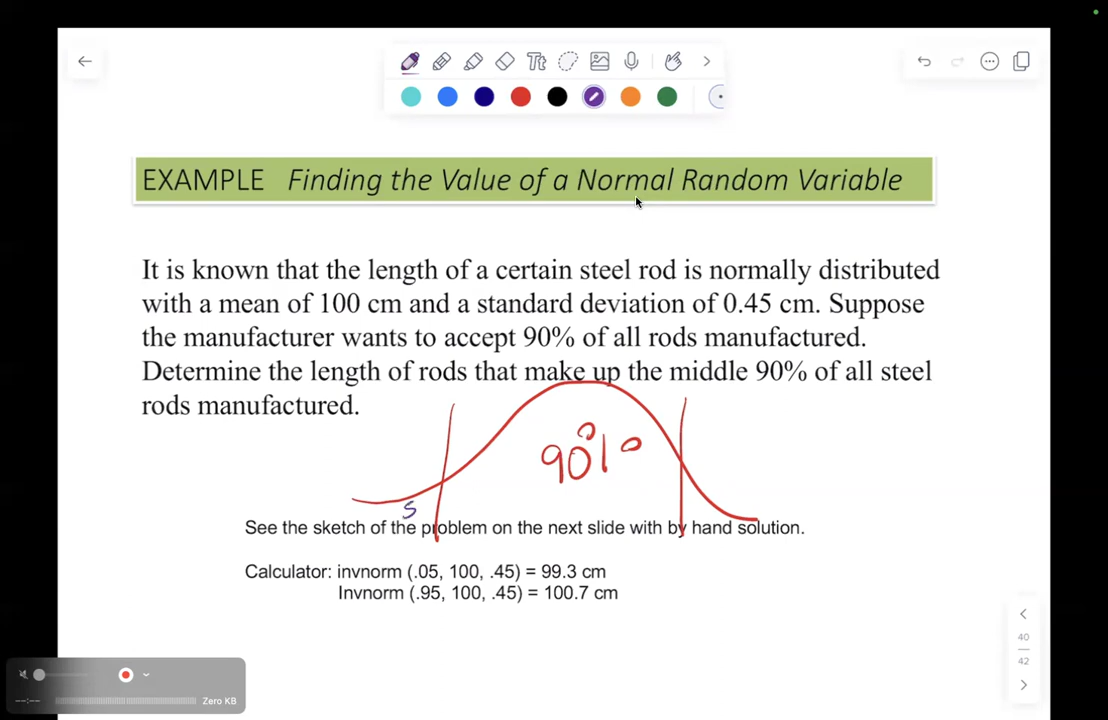 Tt
EXAMPLE Finding the Value of a Normal Random Variable
It is known that the length of a certain steel rod is normally distributed
with a mean of 100 cm and a standard deviation of 0.45 cm. Suppose
the manufacturer wants to accept 90% of all rods manufactured.
Determine the length of rods that make up the middle 90% of all steel
rods manufactured.
90%
5
See the sketch of the problem on the next slide with by hand solution.
Calculator: invnorm (.05, 100, .45) = 99.3 cm
Invnorm (.95, 100, .45) = 100.7 cm
40
42
--:--
Zero KB